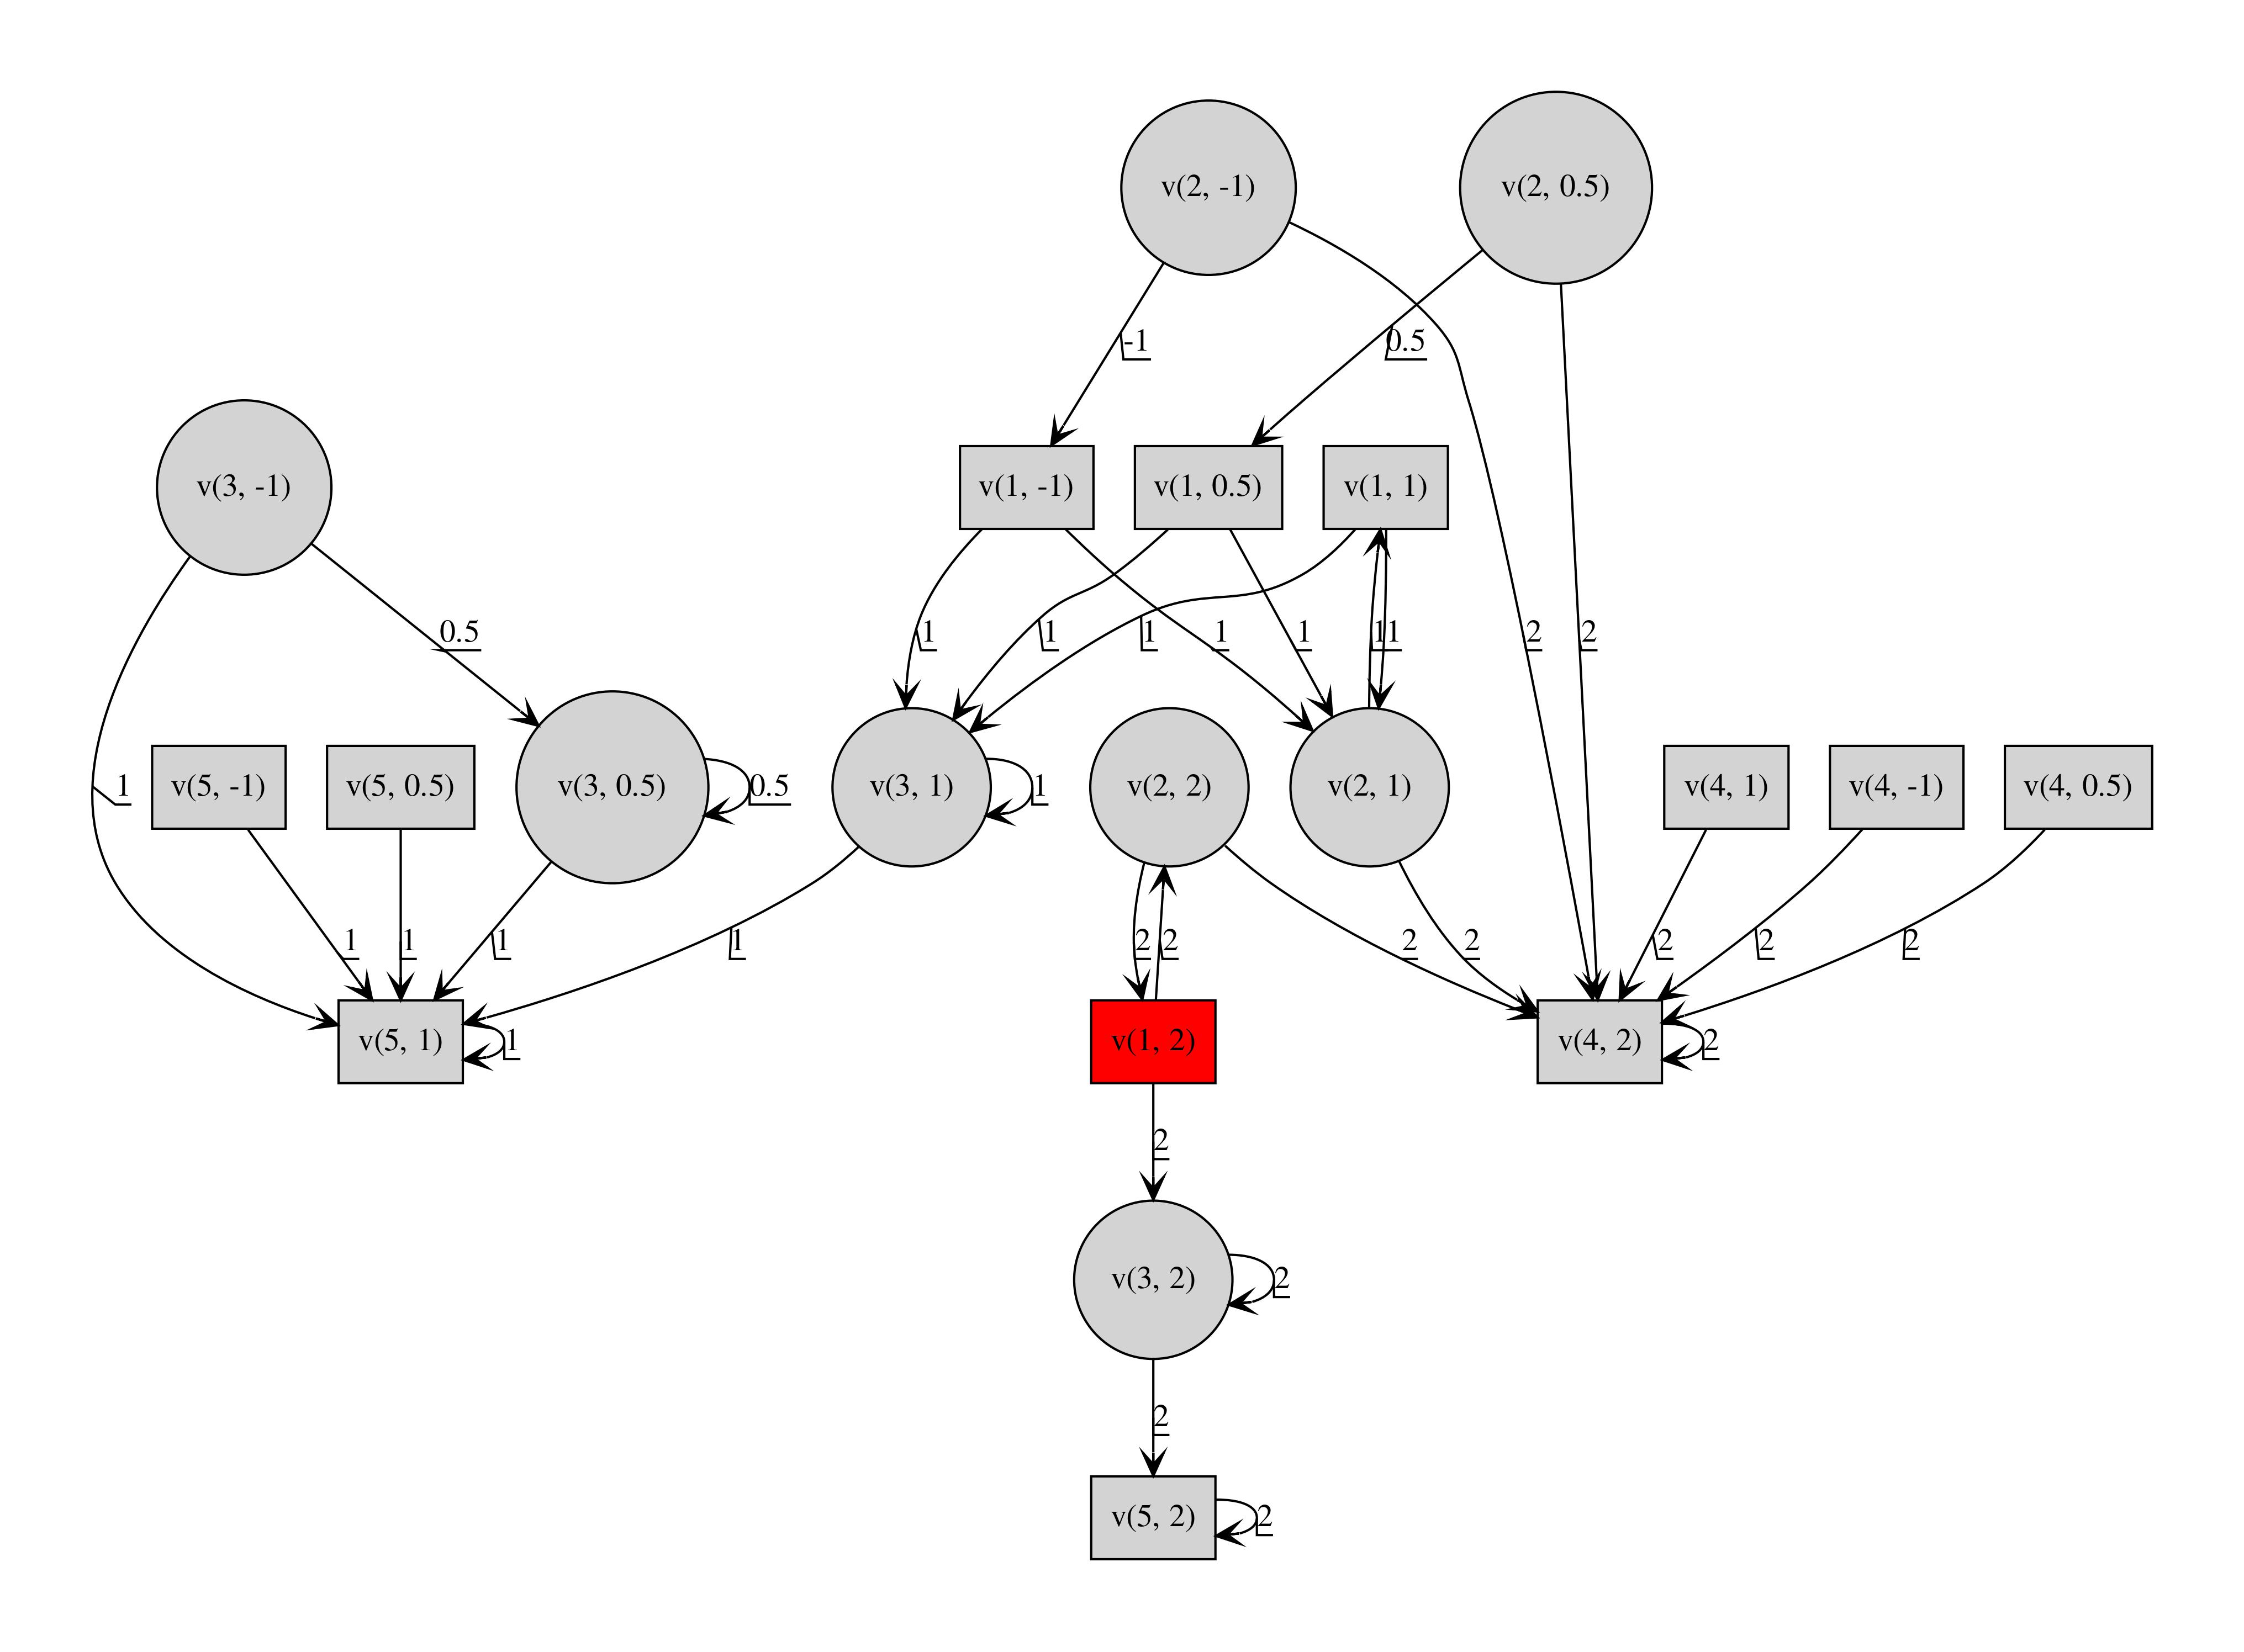 v(2, -1)
v(2, 0.5)
-1
0.5
v(3, -1)
v(1, -1)
v(1, 0.5)
v(1, 1)
0.5
1
1
1
1
1
1
1
2
2
1
v(5, -1)
v(5, 0.5)
v(3, 0.5)
0.5
v(3, 1)
1
v(2, 2)
v(2, 1)
v(4, 1)
v(4, -1)
v(4, 0.5)
1
1
1
1
2
2
2
2
2
2
2
v(5, 1)
1
v(1, 2)
v(4, 2)
2
2
v(3, 2)
2
2
v(5, 2)
2